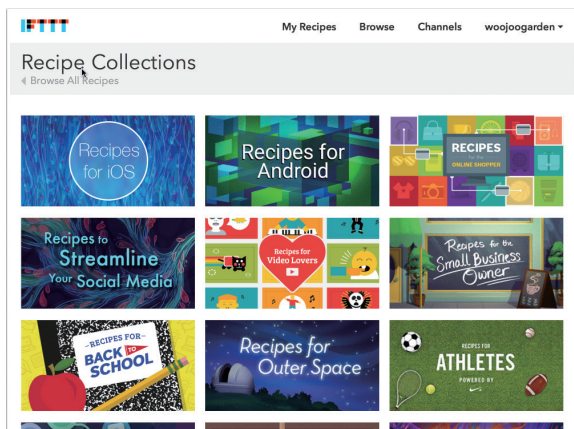 IFTTT
My Recipes Browse Channels woojoogarden
Recipe Collections
Browse All Recipes
Recipes
for iOS
Recipes for
Android
RECIPES
for the
ONLINE SHOPPER
Recipes to
Streamline
Your Social Media
Recipes for
Video Lovers
Recipes for the
Small Business
Owner
RECIPES FOR
BACK TO
SCHOOL
Recipes for
Outer Space
RECIPES FOR
ATHLETES
POWERED BY